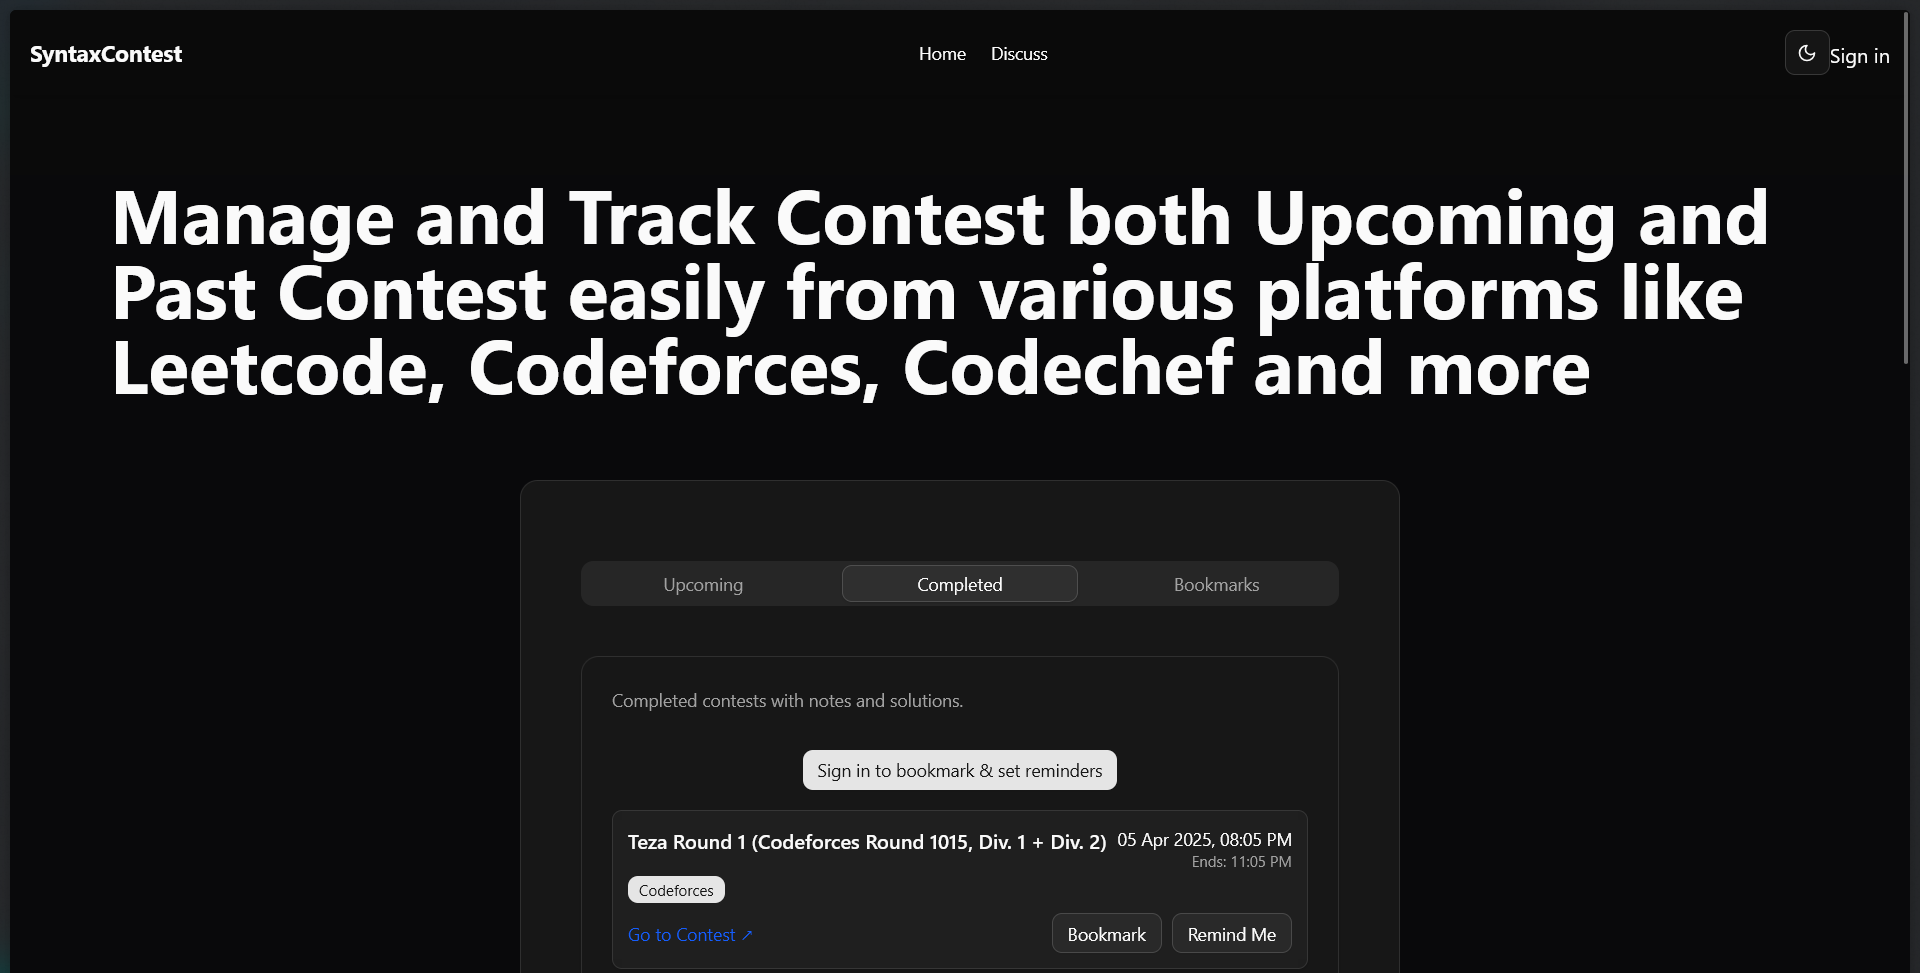 SyntaxContest
Home
Discuss
Sign in
Manage and Track Contest both Upcoming and
Past Contest easily from various platforms like
Leetcode, Codeforces, Codechef and more
Upcoming
Completed
Bookmarks
Completed contests with notes and solutions.
Sign in to bookmark & set reminders
Teza Round 1 (Codeforces Round 1015, Div. 1 + Div. 2)
05 Apr 2025, 08:05 PM
Ends: 11:05 PM
Codeforces
Go to Contest ↗
Bookmark
Remind Me